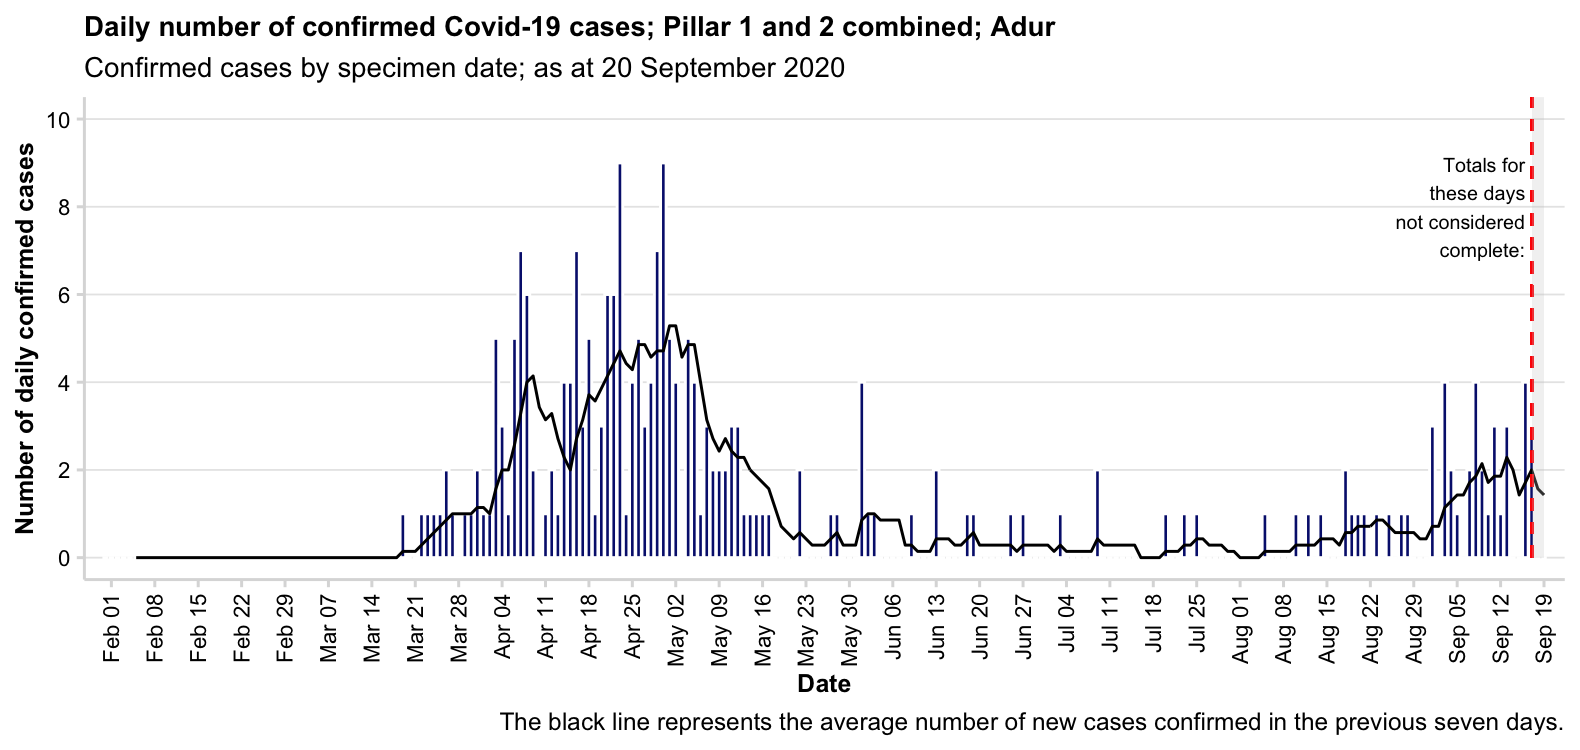 Daily number of confirmed Covid-19 cases; Pillar 1 and 2 combined; Adur
Confirmed cases by specimen date; as at 20 September 2020
Number of daily confirmed cases
10
8
6
4
2
0
Totals for
these days
not considered
complete:
Feb 01
Feb 08
Feb 15
Feb 22
Feb 29
Mar 07
Mar 14
Mar 21
Mar 28
Apr 04
Apr 11
Apr 18
Apr 25
May 02
May 09
May 16
May 23
May 30
Jun 06
Jun 13
Jun 20
Jun 27
Jul 04
Jul 11
Jul 18
Jul 25
Aug 01
Aug 08
Aug 15
Aug 22
Aug 29
Sep 05
Sep 12
Sep 19
Date
The black line represents the average number of new cases confirmed in the previous seven days.